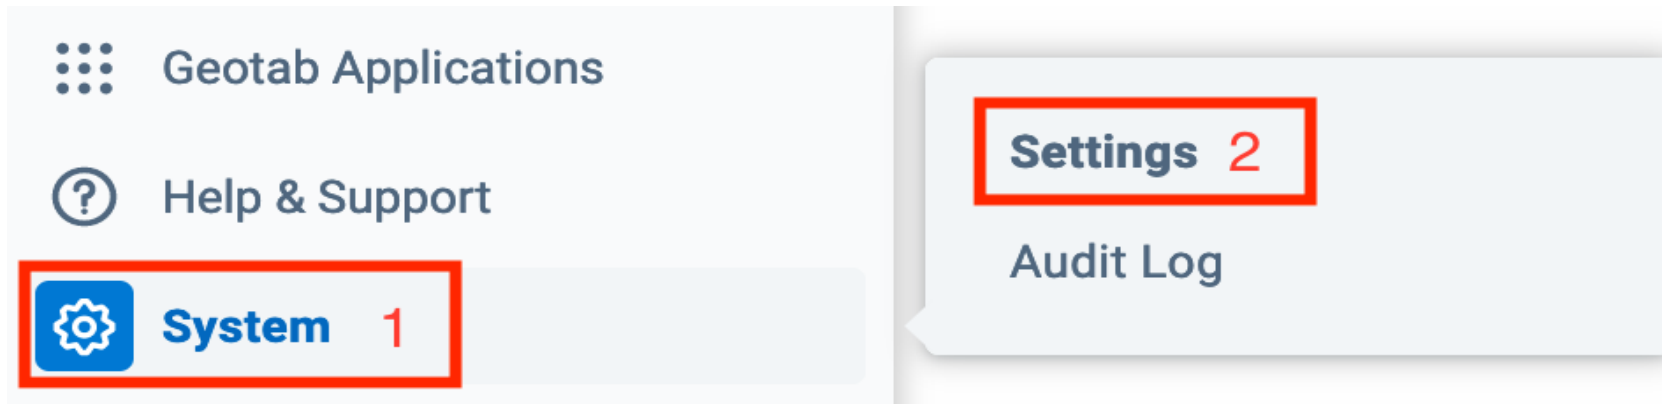 Geotab Applications
Help & Support
System 1
Settings 2
Audit Log